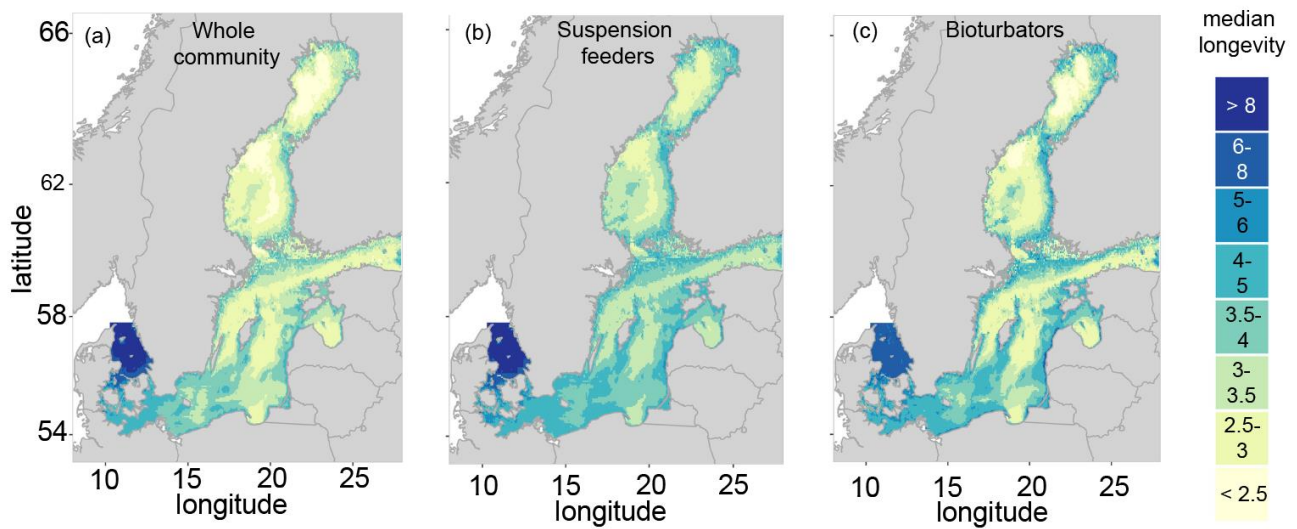 (a)
Whole
community
(b)
Suspension
feeders
(c)
Bioturbators
median
longevity
66
62
58
54
latitude
10 15 20 25
longitude
10 15 20 25
longitude
10 15 20 25
longitude
> 8
6-
8
5-
6
4-
5
3.5-
4
3-
3.5
2.5-
3
< 2.5